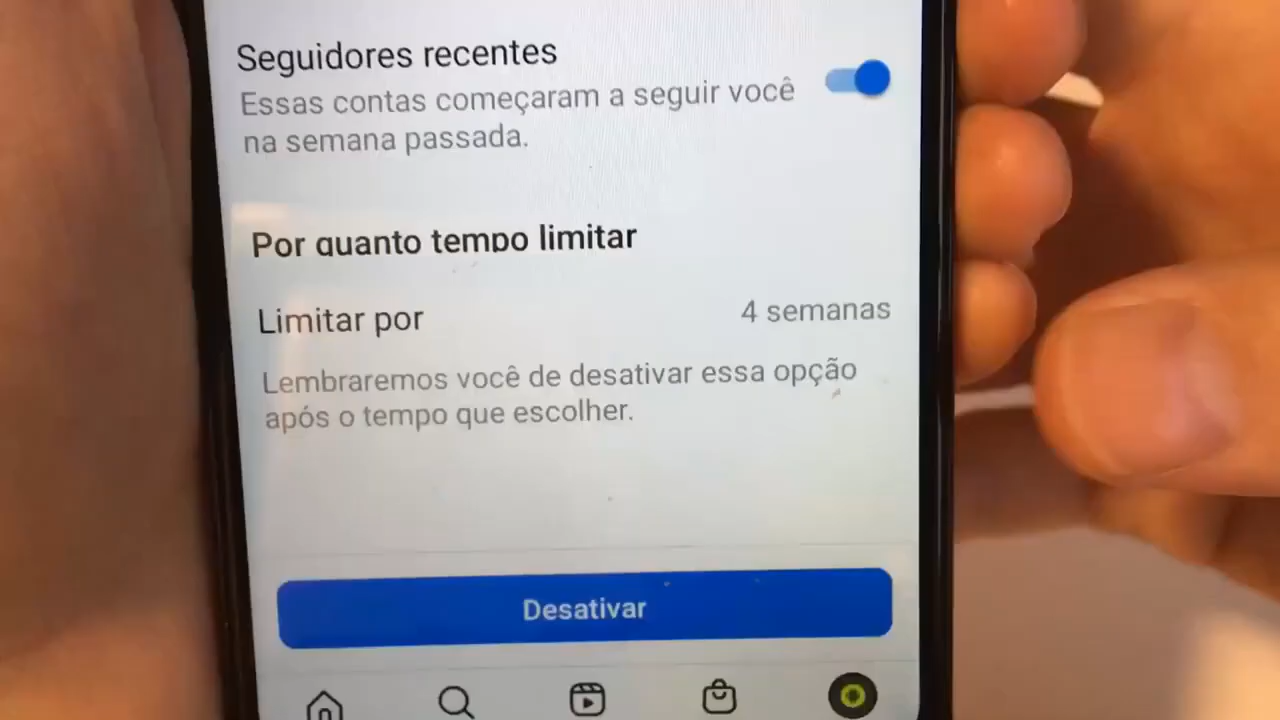 Seguidores recentes
Essas contas começaram a seguir você
na semana passada.
Por quanto tempo limitar
Limitar por
4 semanas
Lembraremos você de desativar essa opção
após o tempo que escolher.
Desativar